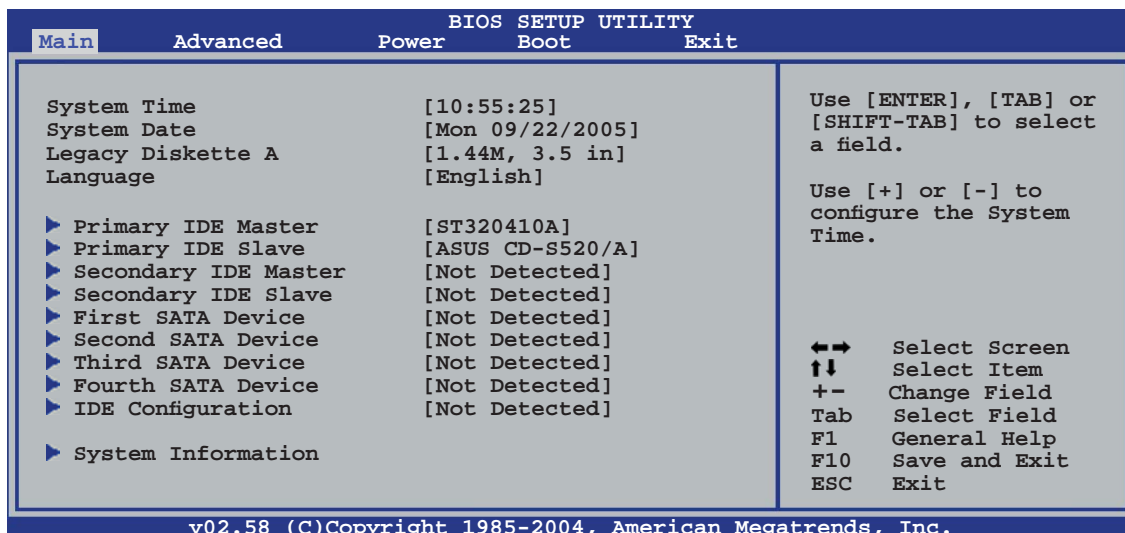 BIOS SETUP UTILITY
Main Advanced Power Boot Exit
System Time [10:55:25]
System Date [Mon 09/22/2005]
Legacy Diskette A [1.44M, 3.5 in]
Language [English]
Primary IDE Master [ST320410A]
Primary IDE Slave [ASUS CD-S520/A]
Secondary IDE Master [Not Detected]
Secondary IDE Slave [Not Detected]
First SATA Device [Not Detected]
Second SATA Device [Not Detected]
Third SATA Device [Not Detected]
Fourth SATA Device [Not Detected]
IDE Configuration [Not Detected]
System Information
Use [ENTER], [TAB] or
[SHIFT-TAB] to select
a field.
Use [+] or [-] to
configure the System
Time.
←→ Select Screen
↑↓ Select Item
+- Change Field
Tab Select Field
F1 General Help
F10 Save and Exit
ESC Exit
v02.58 (C)Copyright 1985-2004, American Megatrends, Inc.